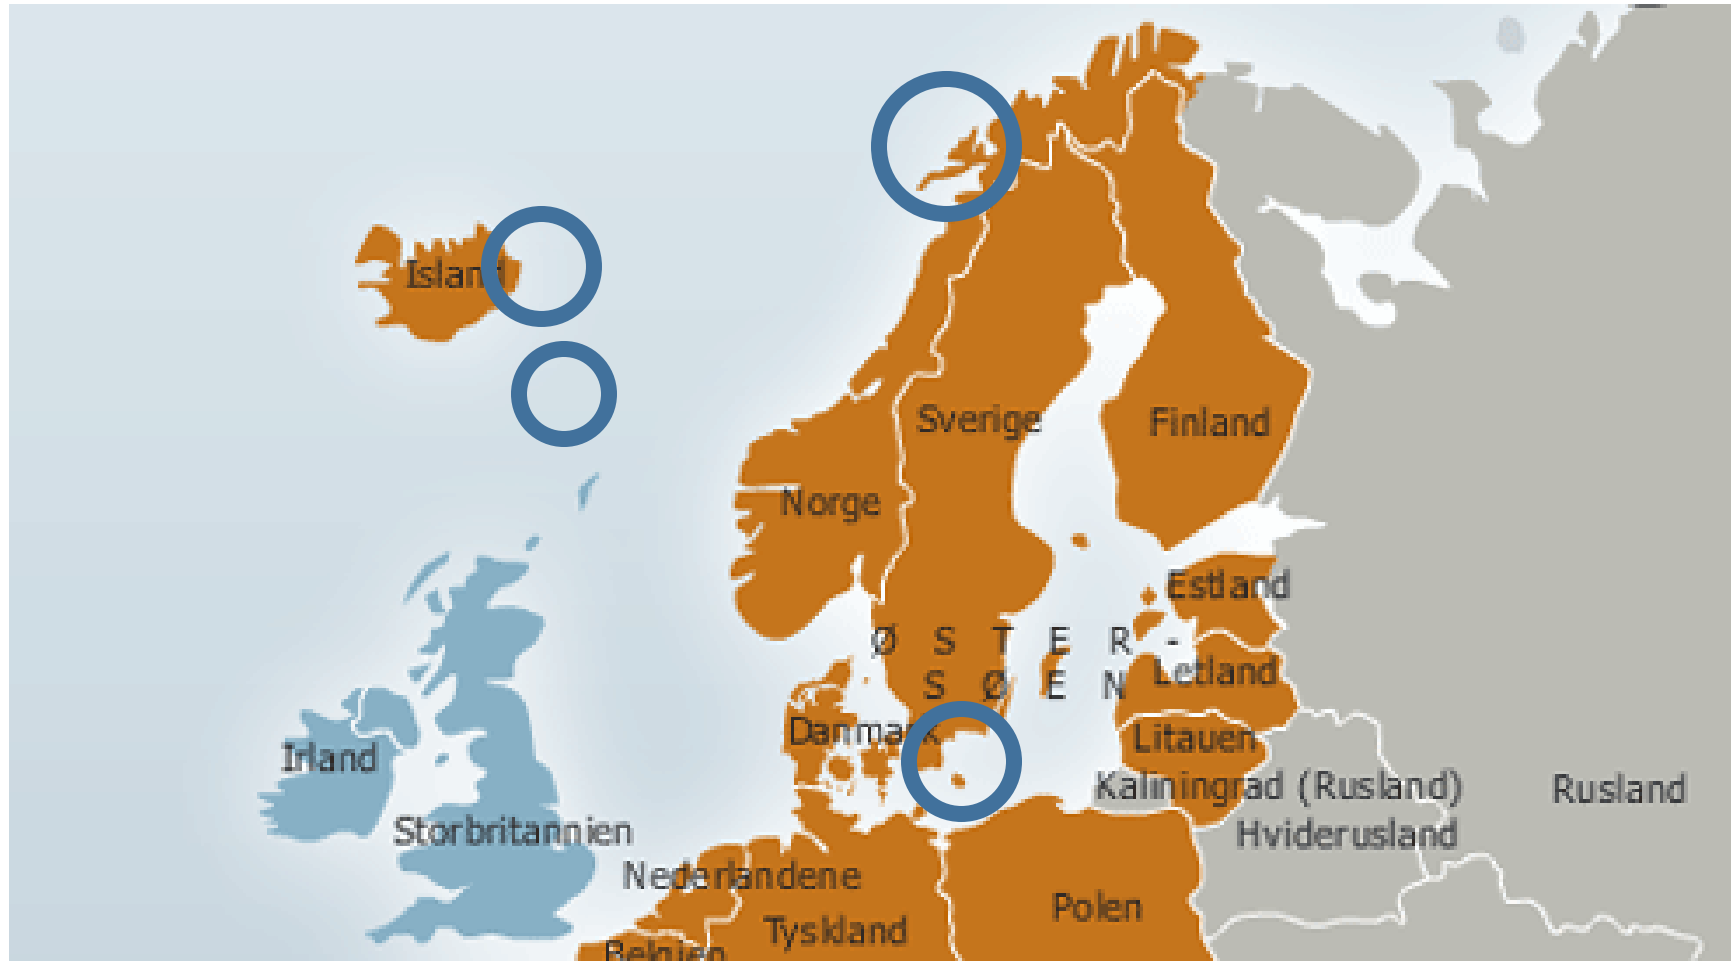 Island
Sverige
Finland
Norge
Estland
Ø S T E R -
S Ø E N
Letland
Danmark
Litauen
Irland
Kaliningrad (Rusland)
Rusland
Storbritannien
Hviderusland
Nederlandene
Polen
Tyskland
Belgien